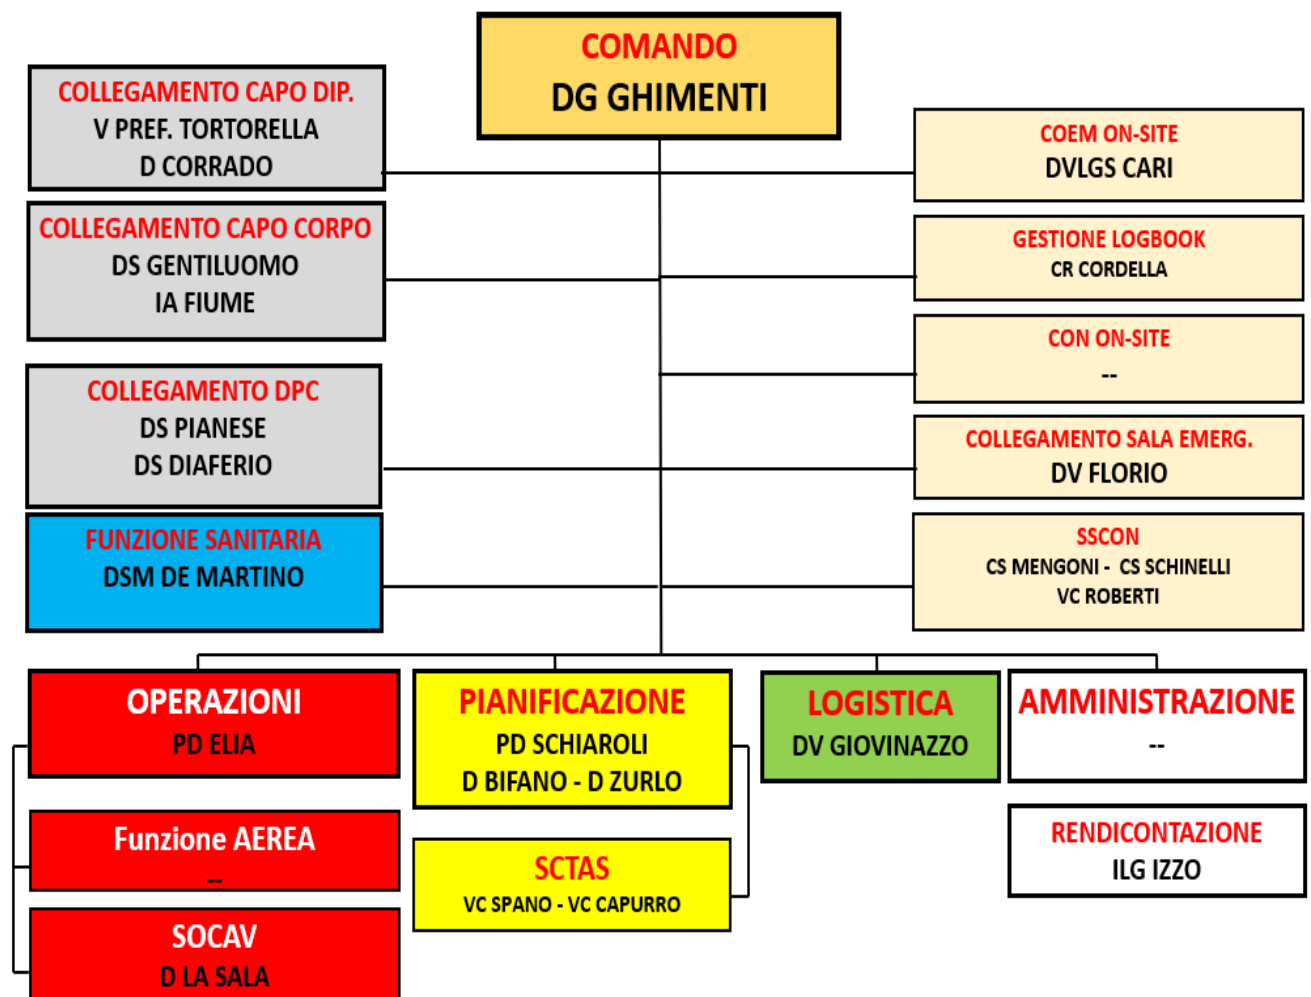 COMANDO
DG GHIMENTI
COLLEGAMENTO CAPO DIP.
V PREF. TORTORELLA
D CORRADO
COLLEGAMENTO CAPO CORPO
DS GENTILUOMO
IA FIUME
COLLEGAMENTO DPC
DS PIANESE
DS DIAFERIO
FUNZIONE SANITARIA
DSM DE MARTINO
COEM ON-SITE
DVLGS CARI
GESTIONE LOGBOOK
CR CORDELLA
CON ON-SITE
--
COLLEGAMENTO SALA EMERG.
DV FLORIO
SSCON
CS MENGONI - CS SCHINELLI
VC ROBERTI
OPERAZIONI
PD ELIA
Funzione AEREA
--
SOCAV
D LA SALA
PIANIFICAZIONE
PD SCHIAROLI
D BIFANO - D ZURLO
SCTAS
VC SPANO - VC CAPURRO
LOGISTICA
DV GIOVINAZZO
AMMINISTRAZIONE
--
RENDICONTAZIONE
ILG IZZO